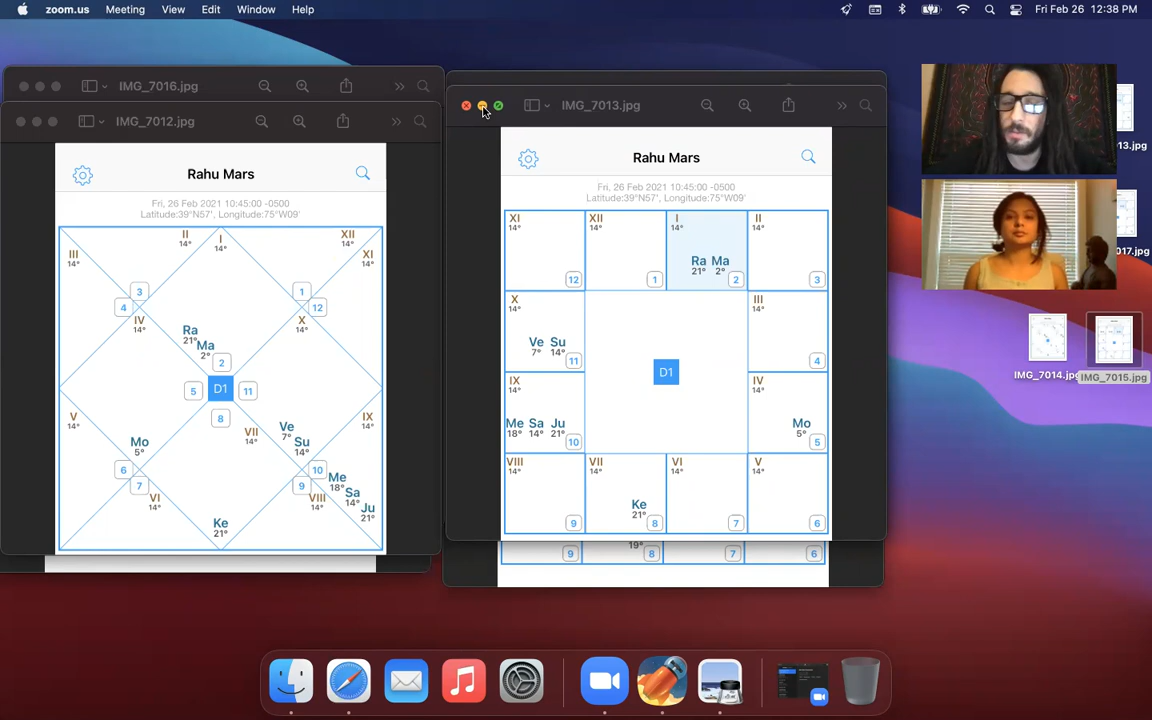 zoom.us Meeting View Edit Window Help Fri Feb 26 12:38 PM
IMG_7016.jpg
IMG_7012.jpg
Rahu Mars
Fri, 26 Feb 2021 10:45:00 -0500
Latitude:39°N57', Longitude:75°W09'
II I XII
14° 14° 14°
III XI
14° 14°
3 1
4 12
IV X
14° 14°
Ra
21°
Ma
2°
2
5 D1 11
8
V VII IX
14° 14° 14°
Ve
7°
Su
14°
Mo
5°
6 10
7 9
Me
18°
Sa
14°
Ju
21°
VI VIII
14° 14°
Ke
21°
IMG_7013.jpg
Rahu Mars
Fri, 26 Feb 2021 10:45:00 -0500
Latitude:39°N57', Longitude:75°W09'
XI XII I II
14° 14° 14° 14°
Ra Ma
21° 2°
12 1 2 3
X III
14° 14°
Ve Su
7° 14°
11 4
D1
IX IV
14° 14°
Me Sa Ju Mo
18° 14° 21° 5°
10 5
VIII VII VI V
14° 14° 14° 14°
Ke
21°
9 8 7 6
19°
9 8 7 6
13.jpg
017.jpg
IMG_7014.jpg
IMG_7015.jpg